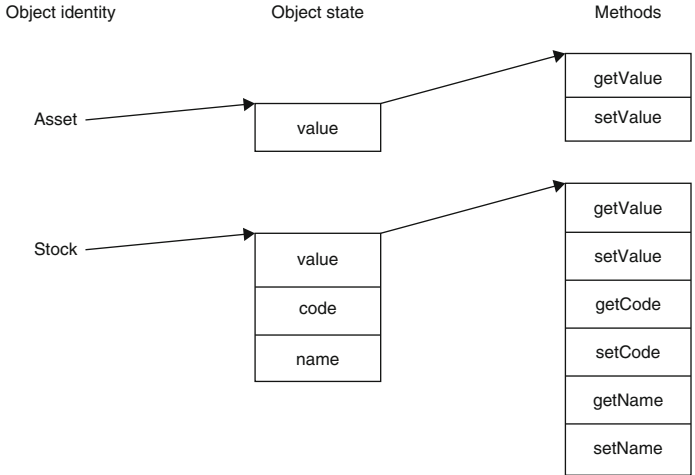 Object identity
Object state
Methods
Asset
value
getValue
setValue
Stock
value
code
name
getValue
setValue
getCode
setCode
getName
setName